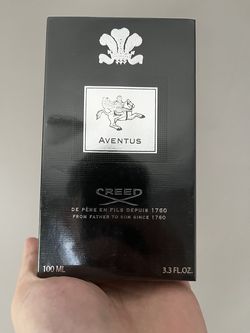 AVENTUS
CREED
DE PÈRE EN FILS DEPUIS 1760
FROM FATHER TO SON SINCE 1760
100 ML
3.3 FL.OZ.